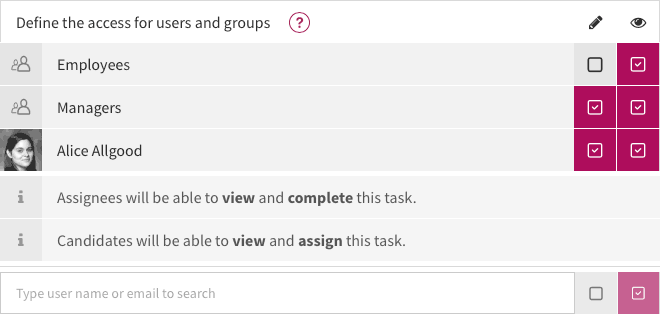 Define the access for users and groups ?
Employees
Managers
Alice Allgood
Assignees will be able to view and complete this task.
Candidates will be able to view and assign this task.
Type user name or email to search